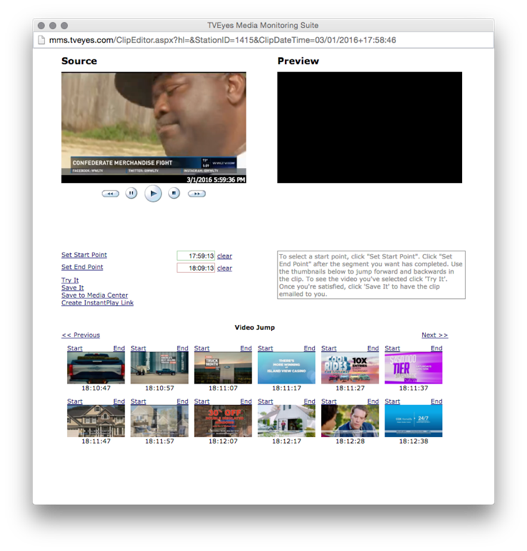 TVEyes Media Monitoring Suite
mms.tveyes.com/ClipEditor.aspx?hl=&StationID=1415&ClipDateTime=03/01/2016+17:58:46
Source
Preview
CONFEDERATE MERCHANDISE FIGHT
3/1/2016 5:59:36 PM
Set Start Point
17:59:13
clear
Set End Point
18:09:13
clear
Try It
Save It
Save to Media Center
Create InstantPlay Link
To select a start point, click "Set Start Point". Click "Set
End Point" after the segment you want has completed. Use
the thumbnails below to jump forward and backwards in
the clip. To see the video you've selected click 'Try It'.
Once you're satisfied, click 'Save It' to have the clip
emailed to you.
Video Jump
<< Previous
Next >>
Start End Start End Start End Start End Start End Start End
COOL RIDES
10X
TIER
18:10:47 18:10:57 18:11:07 18:11:17 18:11:27 18:11:37
Start End Start End Start End Start End Start End Start End
OFF
24/7
18:11:47 18:11:57 18:12:07 18:12:17 18:12:28 18:12:38